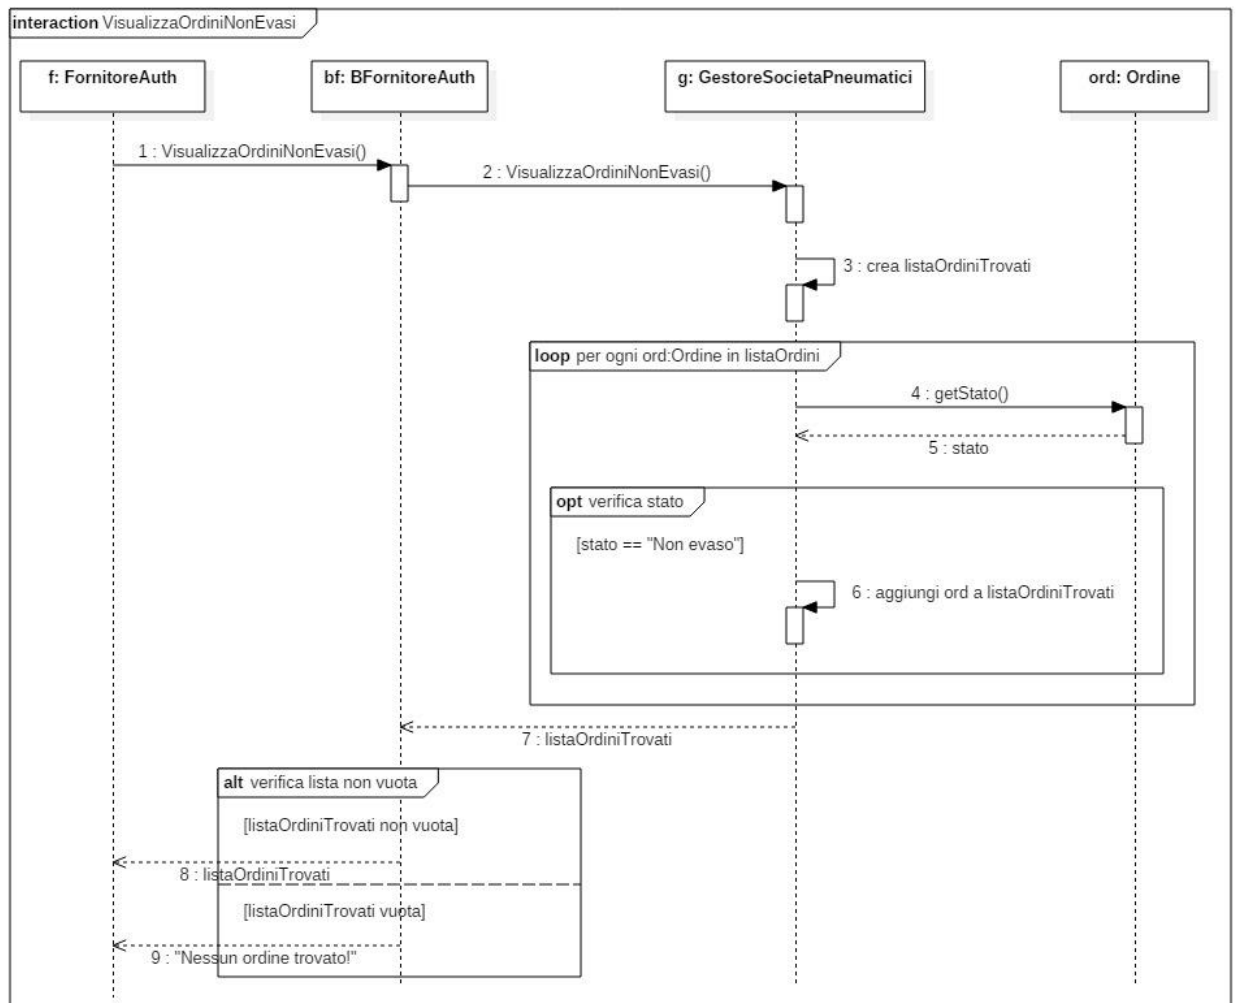 interaction VisualizzaOrdiniNonEvasi
f: FornitoreAuth
bf: BFornitoreAuth
g: GestoreSocietaPneumatici
ord: Ordine
1 : VisualizzaOrdiniNonEvasi()
2 : VisualizzaOrdiniNonEvasi()
3 : crea listaOrdiniTrovati
loop per ogni ord:Ordine in listaOrdini
4 : getStato()
5 : stato
opt verifica stato
[stato == "Non evaso"]
6 : aggiungi ord a listaOrdiniTrovati
7 : listaOrdiniTrovati
alt verifica lista non vuota
[listaOrdiniTrovati non vuota]
8 : listaOrdiniTrovati
[listaOrdiniTrovati vuota]
9 : "Nessun ordine trovato!"